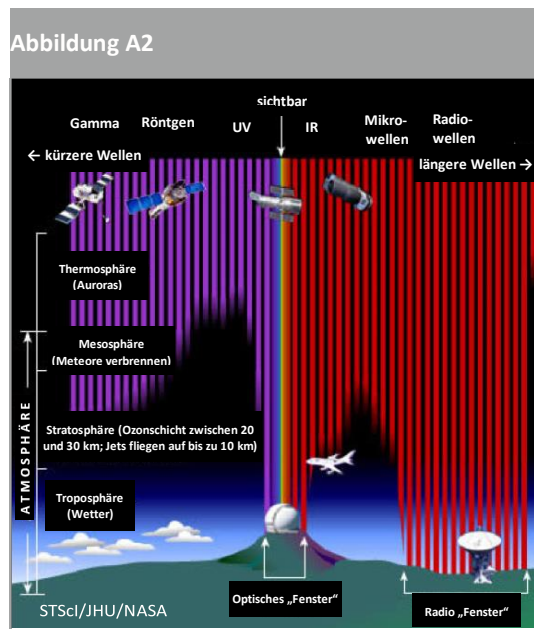 Abbildung A2
sichtbar
Gamma
Röntgen
UV
IR
Mikro-
wellen
Radio-
wellen
← kürzere Wellen
längere Wellen →
Thermosphäre
(Auroras)
Mesosphäre
(Meteore verbrennen)
Stratosphäre (Ozonschicht zwischen 20
und 30 km; Jets fliegen auf bis zu 10 km)
ATMOSPHÄRE
Troposphäre
(Wetter)
Optisches „Fenster“
Radio „Fenster“
STScI/JHU/NASA